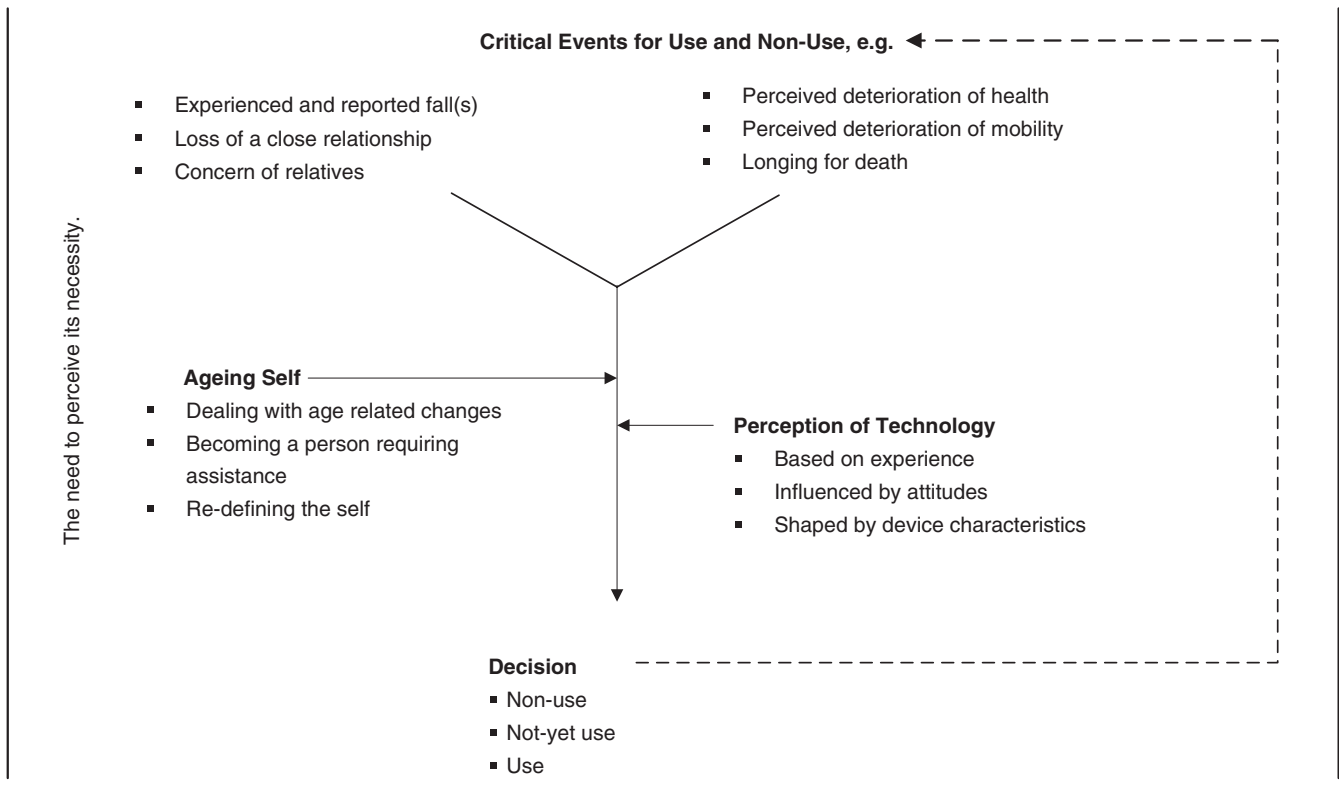 Critical Events for Use and Non-Use, e.g.
▪ Experienced and reported fall(s)
▪ Loss of a close relationship
▪ Concern of relatives
▪ Perceived deterioration of health
▪ Perceived deterioration of mobility
▪ Longing for death
The need to perceive its necessity.
Ageing Self
▪ Dealing with age related changes
▪ Becoming a person requiring
assistance
▪ Re-defining the self
Perception of Technology
▪ Based on experience
▪ Influenced by attitudes
▪ Shaped by device characteristics
Decision
▪ Non-use
▪ Not-yet use
▪ Use